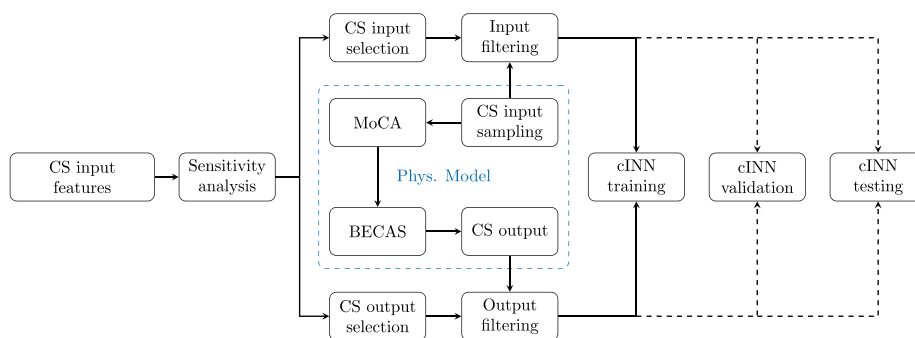 CS input
selection
Input
filtering
MoCA
CS input
sampling
CS input
features
Sensitivity
analysis
Phys. Model
cINN
training
cINN
validation
cINN
testing
BECAS
CS output
CS output
selection
Output
filtering